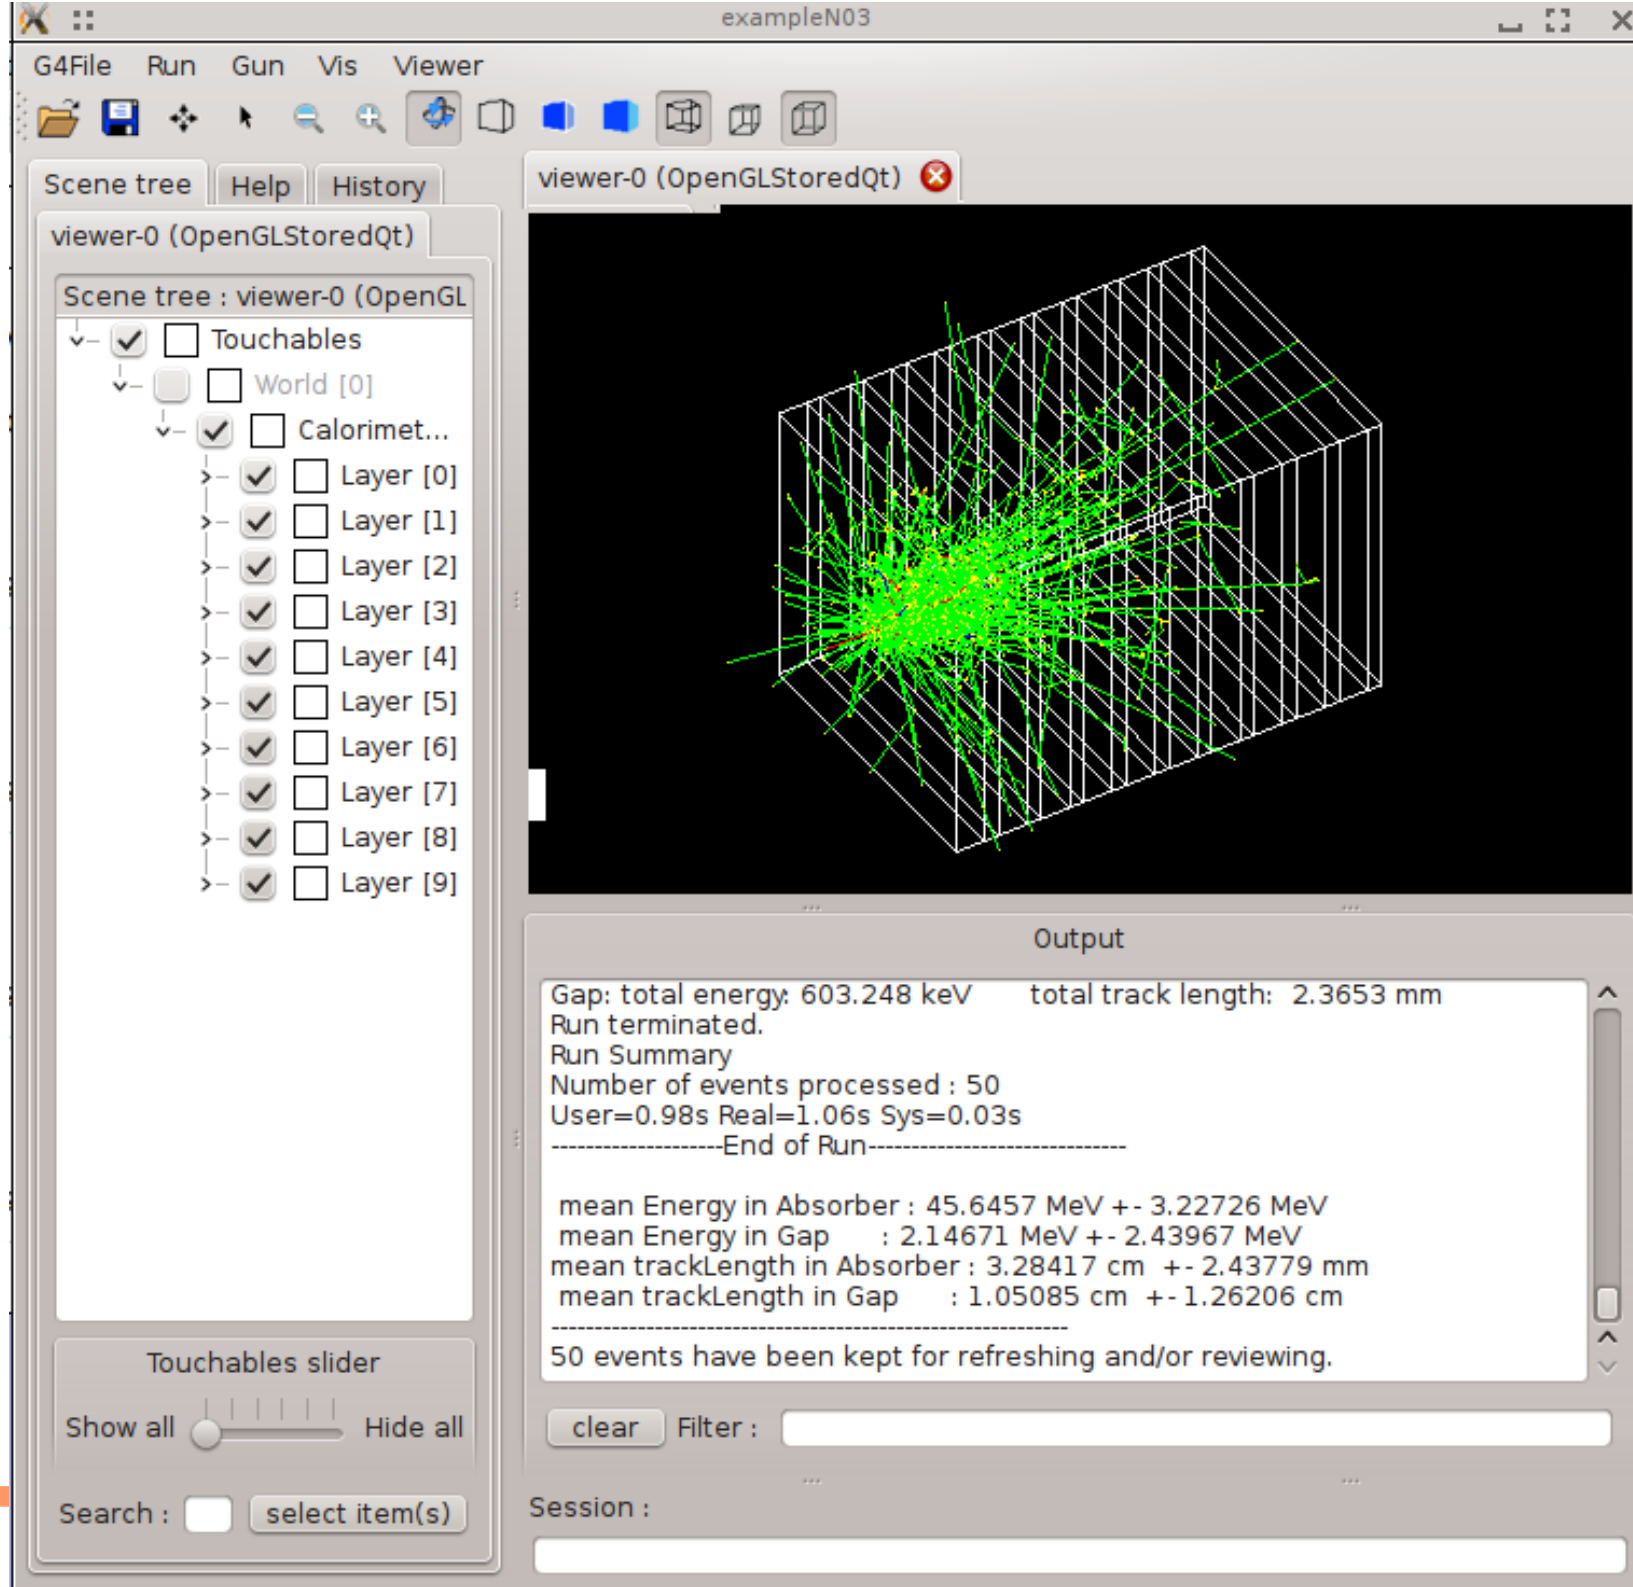 exampleN03
G4File Run Gun Vis Viewer
Scene tree Help History
viewer-0 (OpenGLStoredQt)
viewer-0 (OpenGLStoredQt)
Scene tree : viewer-0 (OpenGL
Touchables
World [0]
Calorimet...
Layer [0]
Layer [1]
Layer [2]
Layer [3]
Layer [4]
Layer [5]
Layer [6]
Layer [7]
Layer [8]
Layer [9]
Touchables slider
Show all Hide all
Search : select item(s)
Output
Gap: total energy: 603.248 keV total track length: 2.3653 mm
Run terminated.
Run Summary
Number of events processed : 50
User=0.98s Real=1.06s Sys=0.03s
--------------------End of Run------------------------------
mean Energy in Absorber : 45.6457 MeV +- 3.22726 MeV
mean Energy in Gap : 2.14671 MeV +- 2.43967 MeV
mean trackLength in Absorber : 3.28417 cm +- 2.43779 mm
mean trackLength in Gap : 1.05085 cm +- 1.26206 cm
------------------------------------------------------------
50 events have been kept for refreshing and/or reviewing.
clear Filter :
Session :